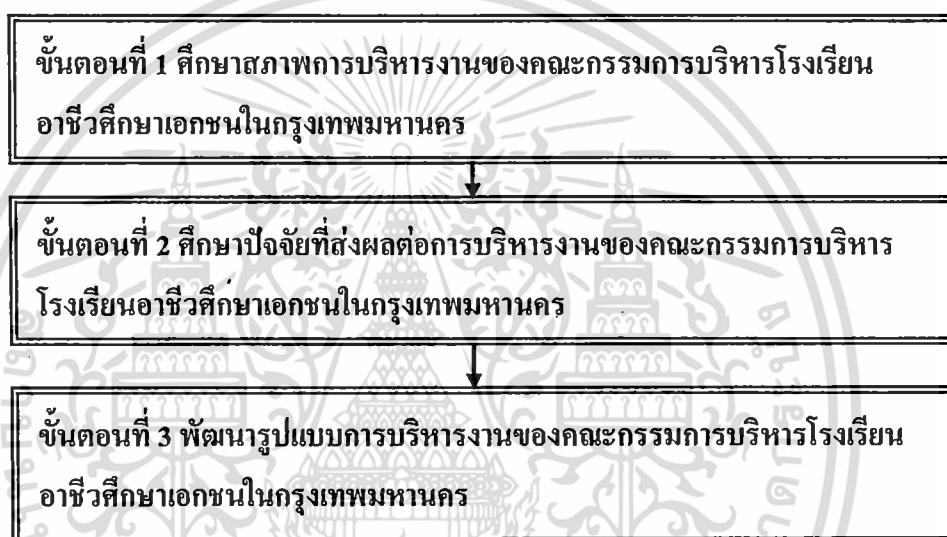 ขั้นตอนที่ 1 ศึกษาสภาพการบริหารงานของคณะกรรมการบริหารโรงเรียน
อาชีวศึกษาเอกชนในกรุงเทพมหานคร
ขั้นตอนที่ 2 ศึกษาปัจจัยที่ส่งผลต่อการบริหารงานของคณะกรรมการบริหาร
โรงเรียนอาชีวศึกษาเอกชนในกรุงเทพมหานคร
ขั้นตอนที่ 3 พัฒนารูปแบบการบริหารงานของคณะกรรมการบริหารโรงเรียน
อาชีวศึกษาเอกชนในกรุงเทพมหานคร